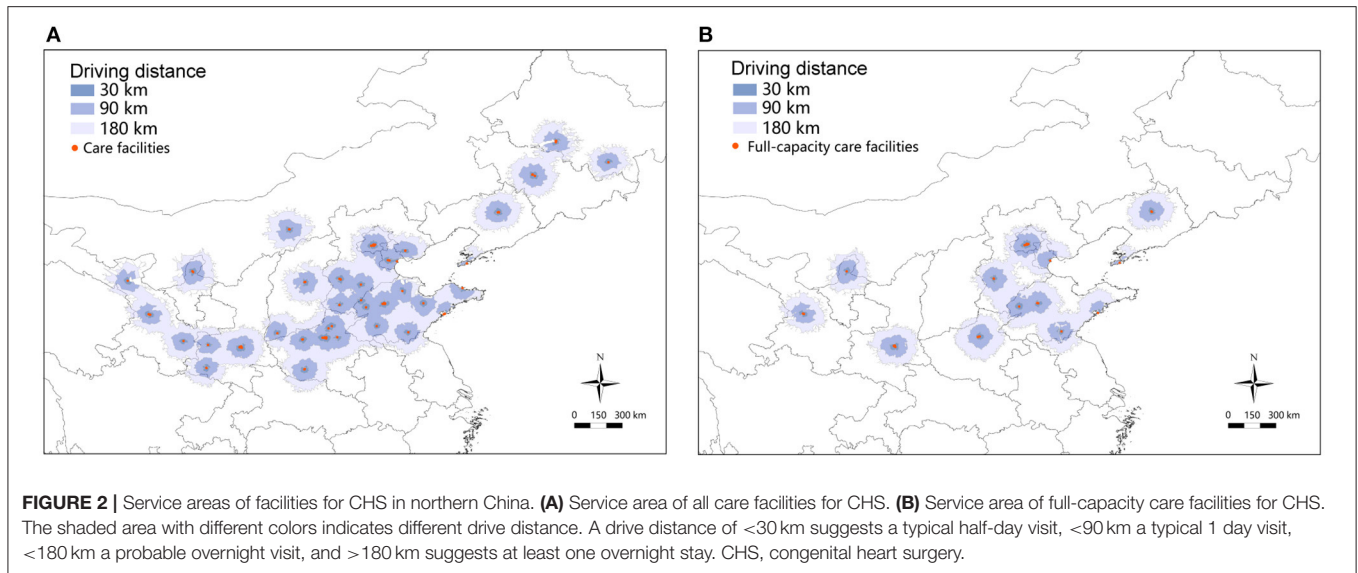 A
Driving distance
30 km
90 km
180 km
Care facilities
N
0 150 300 km
B
Driving distance
30 km
90 km
180 km
Full-capacity care facilities
N
0 150 300 km
FIGURE 2 | Service areas of facilities for CHS in northern China. (A) Service area of all care facilities for CHS. (B) Service area of full-capacity care facilities for CHS.
The shaded area with different colors indicates different drive distance. A drive distance of <30 km suggests a typical half-day visit, <90 km a typical 1 day visit,
<180 km a probable overnight visit, and >180 km suggests at least one overnight stay. CHS, congenital heart surgery.